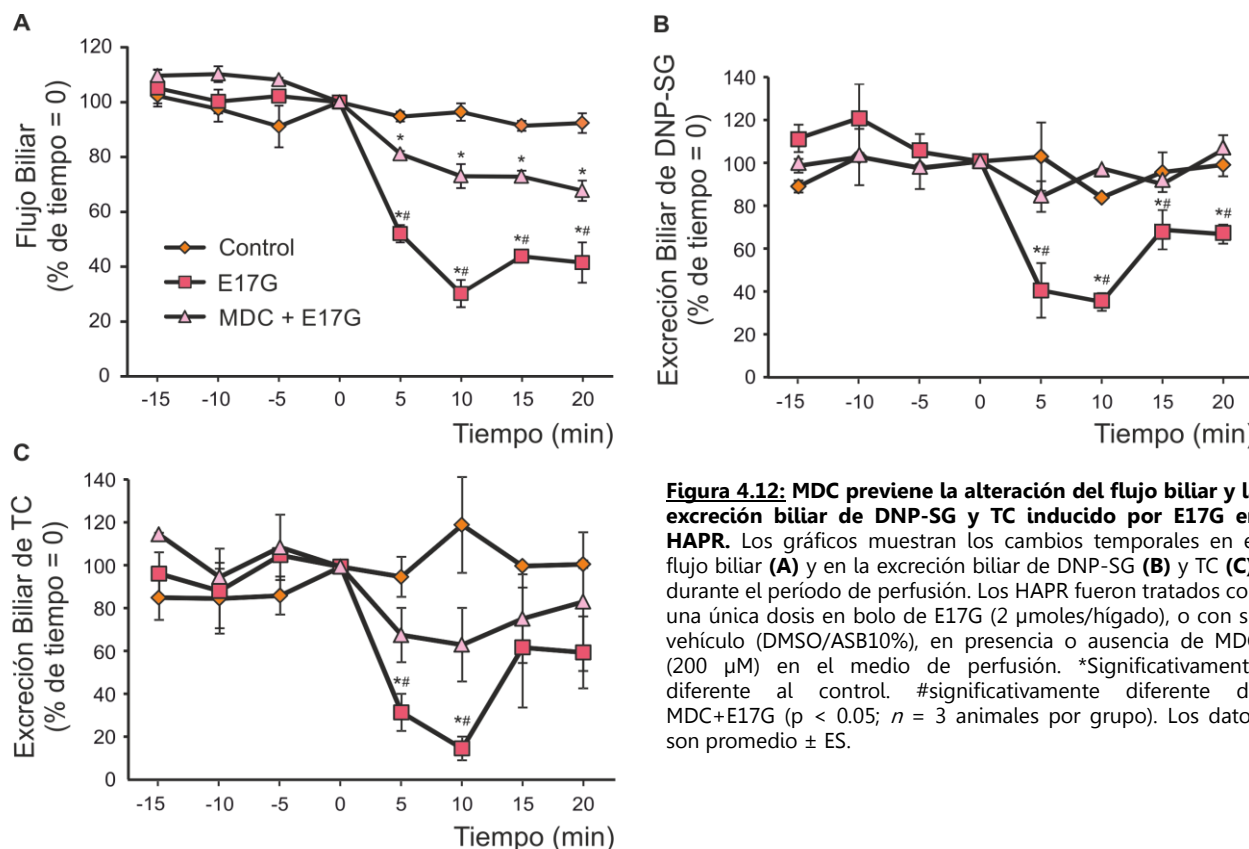 A
Flujo Biliar
(% de tiempo = 0)
120
100
80
60
40
20
0
* * * *
*# *# *# *#
Control
E17G
MDC + E17G
-15 -10 -5 0 5 10 15 20
Tiempo (min)
B
Excreción Biliar de DNP-SG
(% de tiempo = 0)
140
120
100
80
60
40
20
0
*# *# *# *#
-15 -10 -5 0 5 10 15 20
Tiempo (min)
C
Excreción Biliar de TC
(% de tiempo = 0)
140
120
100
80
60
40
20
0
*# *#
-15 -10 -5 0 5 10 15 20
Tiempo (min)
Figura 4.12: MDC previene la alteración del flujo biliar y l
excreción biliar de DNP-SG y TC inducido por E17G e
HAPR. Los gráficos muestran los cambios temporales en e
flujo biliar (A) y en la excreción biliar de DNP-SG (B) y TC (C)
durante el período de perfusión. Los HAPR fueron tratados co
una única dosis en bolo de E17G (2 µmoles/hígado), o con s
vehículo (DMSO/ASB10%), en presencia o ausencia de MDC
(200 µM) en el medio de perfusión. *Significativament
diferente al control. #significativamente diferente d
MDC+E17G (p < 0.05; n = 3 animales por grupo). Los dato
son promedio ± ES.